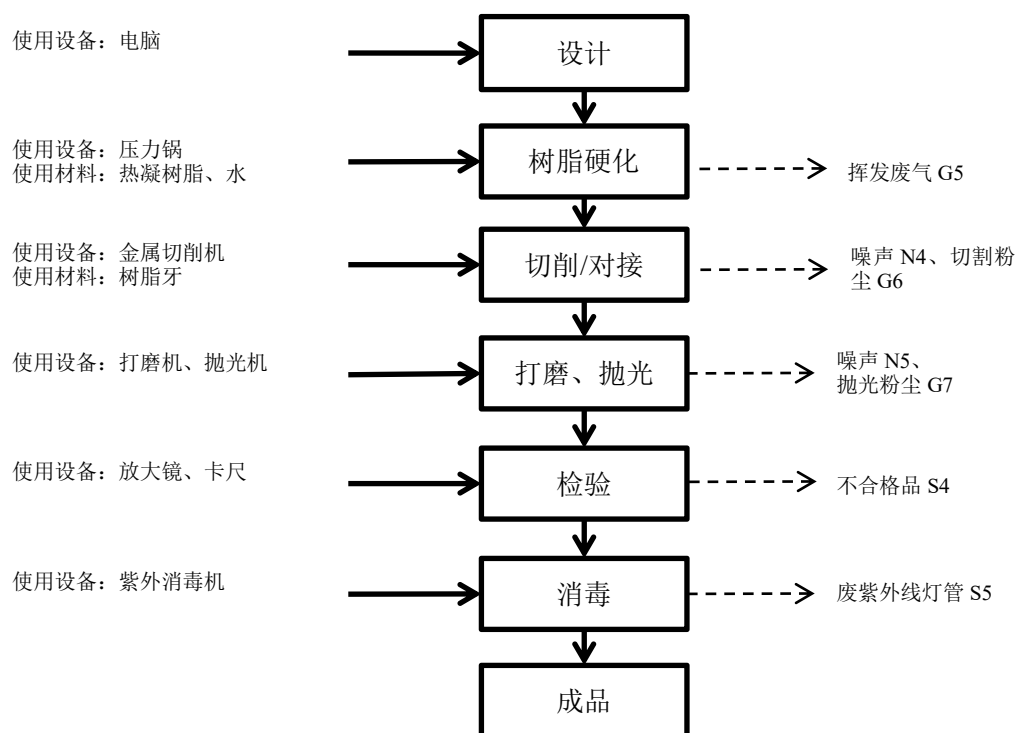 使用设备：电脑
设计
使用设备：压力锅
使用材料：热凝树脂、水
树脂硬化
挥发废气 G5
使用设备：金属切削机
使用材料：树脂牙
切削/对接
噪声 N4、切割粉
尘 G6
使用设备：打磨机、抛光机
打磨、抛光
噪声 N5、
抛光粉尘 G7
使用设备：放大镜、卡尺
检验
不合格品 S4
使用设备：紫外消毒机
消毒
废紫外线灯管 S5
成品